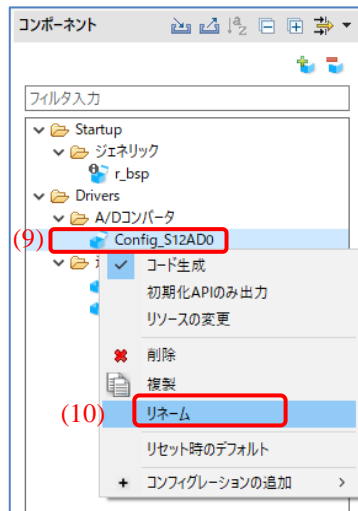 コンポーネント
フィルタ入力
Startup
ジェネリック
r_bsp
Drivers
A/Dコンバータ
(9) Config_S12AD0
コード生成
初期化APIのみ出力
リソースの変更
削除
複製
(10) リネーム
リセット時のデフォルト
コンフィグレーションの追加